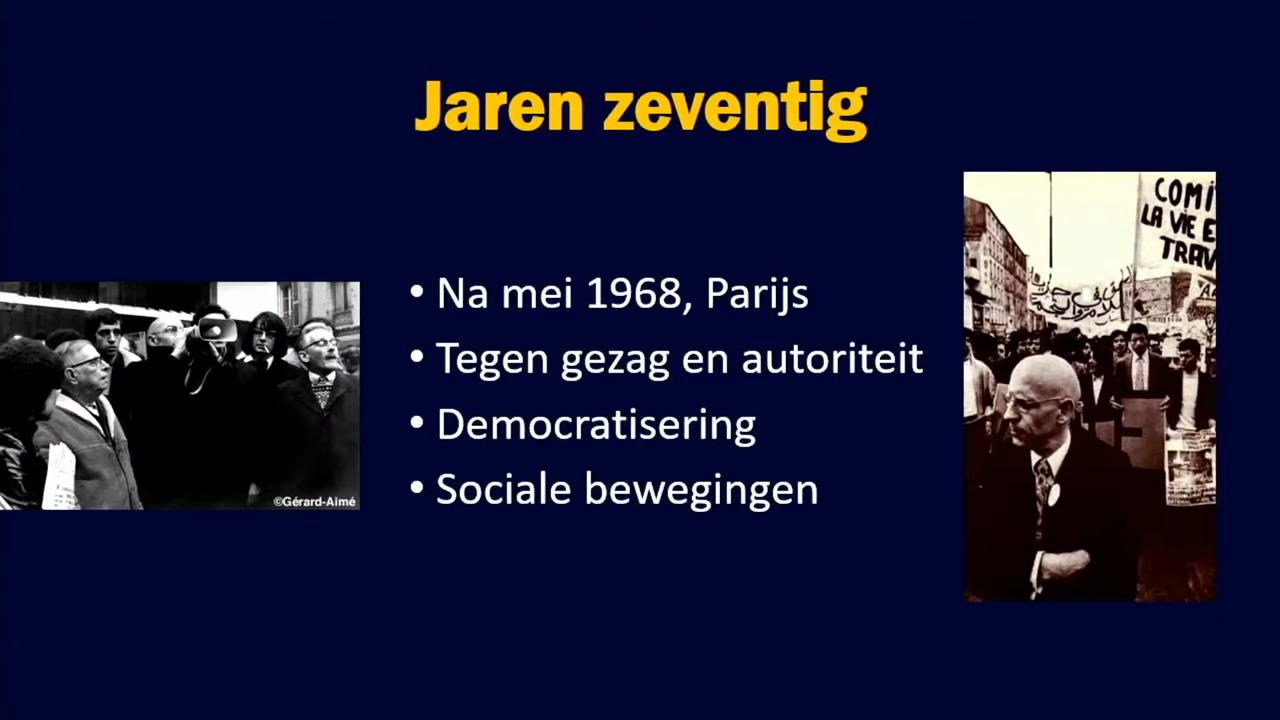 Jaren zeventig
• Na mei 1968, Parijs
• Tegen gezag en autoriteit
• Democratisering
• Sociale bewegingen
©Gérard-Aimé
COMI
LA VIE E
TRAV